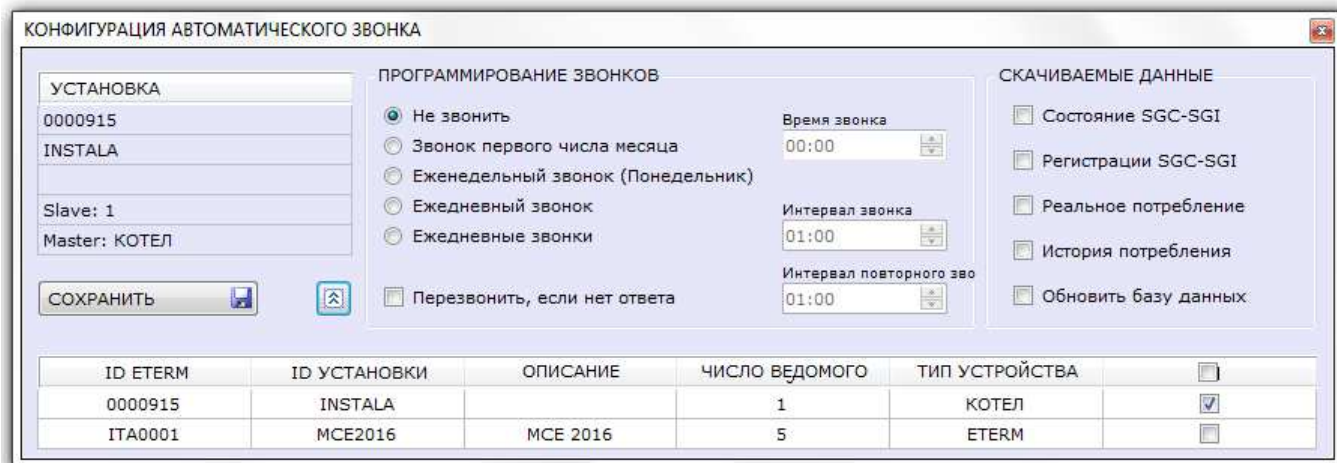 КОНФИГУРАЦИЯ АВТОМАТИЧЕСКОГО ЗВОНКА
УСТАНОВКА
0000915
INSTALA
Slave: 1
Master: КОТЕЛ
СОХРАНИТЬ
ПРОГРАММИРОВАНИЕ ЗВОНКОВ
Не звонить
Звонок первого числа месяца
Еженедельный звонок (Понедельник)
Ежедневный звонок
Ежедневные звонки
Перезвонить, если нет ответа
Время звонка
00:00
Интервал звонка
01:00
Интервал повторного зво
01:00
СКАЧИВАЕМЫЕ ДАННЫЕ
Состояние SGC-SGI
Регистрации SGC-SGI
Реальное потребление
История потребления
Обновить базу данных
ID ETERM ID УСТАНОВКИ ОПИСАНИЕ ЧИСЛО ВЕДОМОГО ТИП УСТРОЙСТВА
0000915 INSTALA 1 КОТЕЛ
ITA0001 MCE2016 MCE 2016 5 ETERM